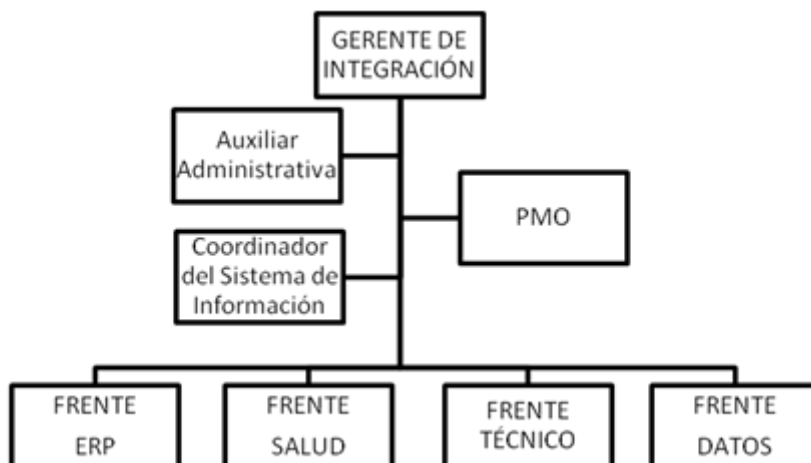 GERENTE DE
INTEGRACIÓN
Auxiliar
Administrativa
PMO
Coordinador
del Sistema de
Información
FRENTE
ERP
FRENTE
SALUD
FRENTE
TÉCNICO
FRENTE
DATOS